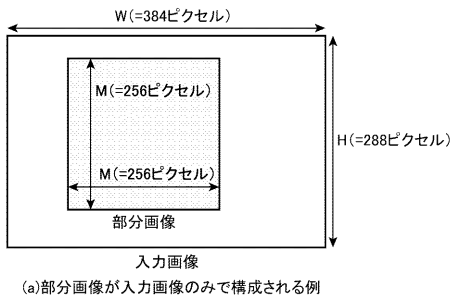 W(=384ピクセル)
M(=256ピクセル)
H(=288ピクセル)
M(=256ピクセル)
部分画像
入力画像
(a)部分画像が入力画像のみで構成される例